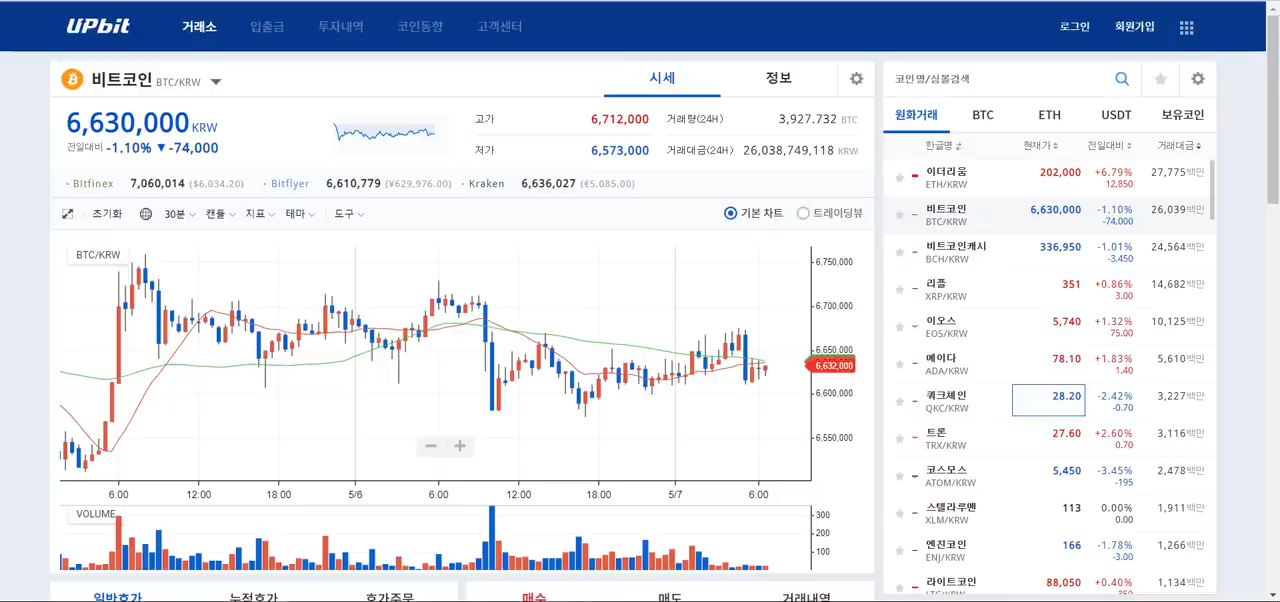 UPbit 거래소 입출금 투자내역 코인동향 고객센터 로그인 회원가입
비트코인 BTC/KRW 시세 정보
6,630,000 KRW
전일대비 -1.10% ▼ -74,000
고가 6,712,000 거래량(24H) 3,927.732 BTC
저가 6,573,000 거래대금(24H) 26,038,749,118 KRW
Bitfinex 7,060,014 ($6,034.20) Bitflyer 6,610,779 (¥629,976.00) Kraken 6,636,027 (€5,085.00)
초기화 30분 캔들 지표 테마 도구 기본 차트 트레이딩뷰
BTC/KRW
6,750,000
6,700,000
6,650,000
6,632,000
6,600,000
6,550,000
6:00 12:00 18:00 5/6 6:00 12:00 18:00 5/7 6:00
VOLUME
300
200
100
일반호가 누적호가 호가주문 매수 매도 거래내역
코인명/심볼검색
원화거래 BTC ETH USDT 보유코인
한글명 현재가 전일대비 거래대금
이더리움 202,000 +6.79% 27,775백만
ETH/KRW 12,850
비트코인 6,630,000 -1.10% 26,039백만
BTC/KRW -74,000
비트코인캐시 336,950 -1.01% 24,564백만
BCH/KRW -3,450
리플 351 +0.86% 14,682백만
XRP/KRW 3.00
이오스 5,740 +1.32% 10,125백만
EOS/KRW 75.00
에이다 78.10 +1.83% 5,610백만
ADA/KRW 1.40
쿼크체인 28.20 -2.42% 3,227백만
QKC/KRW -0.70
트론 27.60 +2.60% 3,116백만
TRX/KRW 0.70
코스모스 5,450 -3.45% 2,478백만
ATOM/KRW -195
스텔라루멘 113 0.00% 1,911백만
XLM/KRW 0.00
엔진코인 166 -1.78% 1,266백만
ENJ/KRW -3.00
라이트코인 88,050 +0.40% 1,134백만
LTC/KRW 350